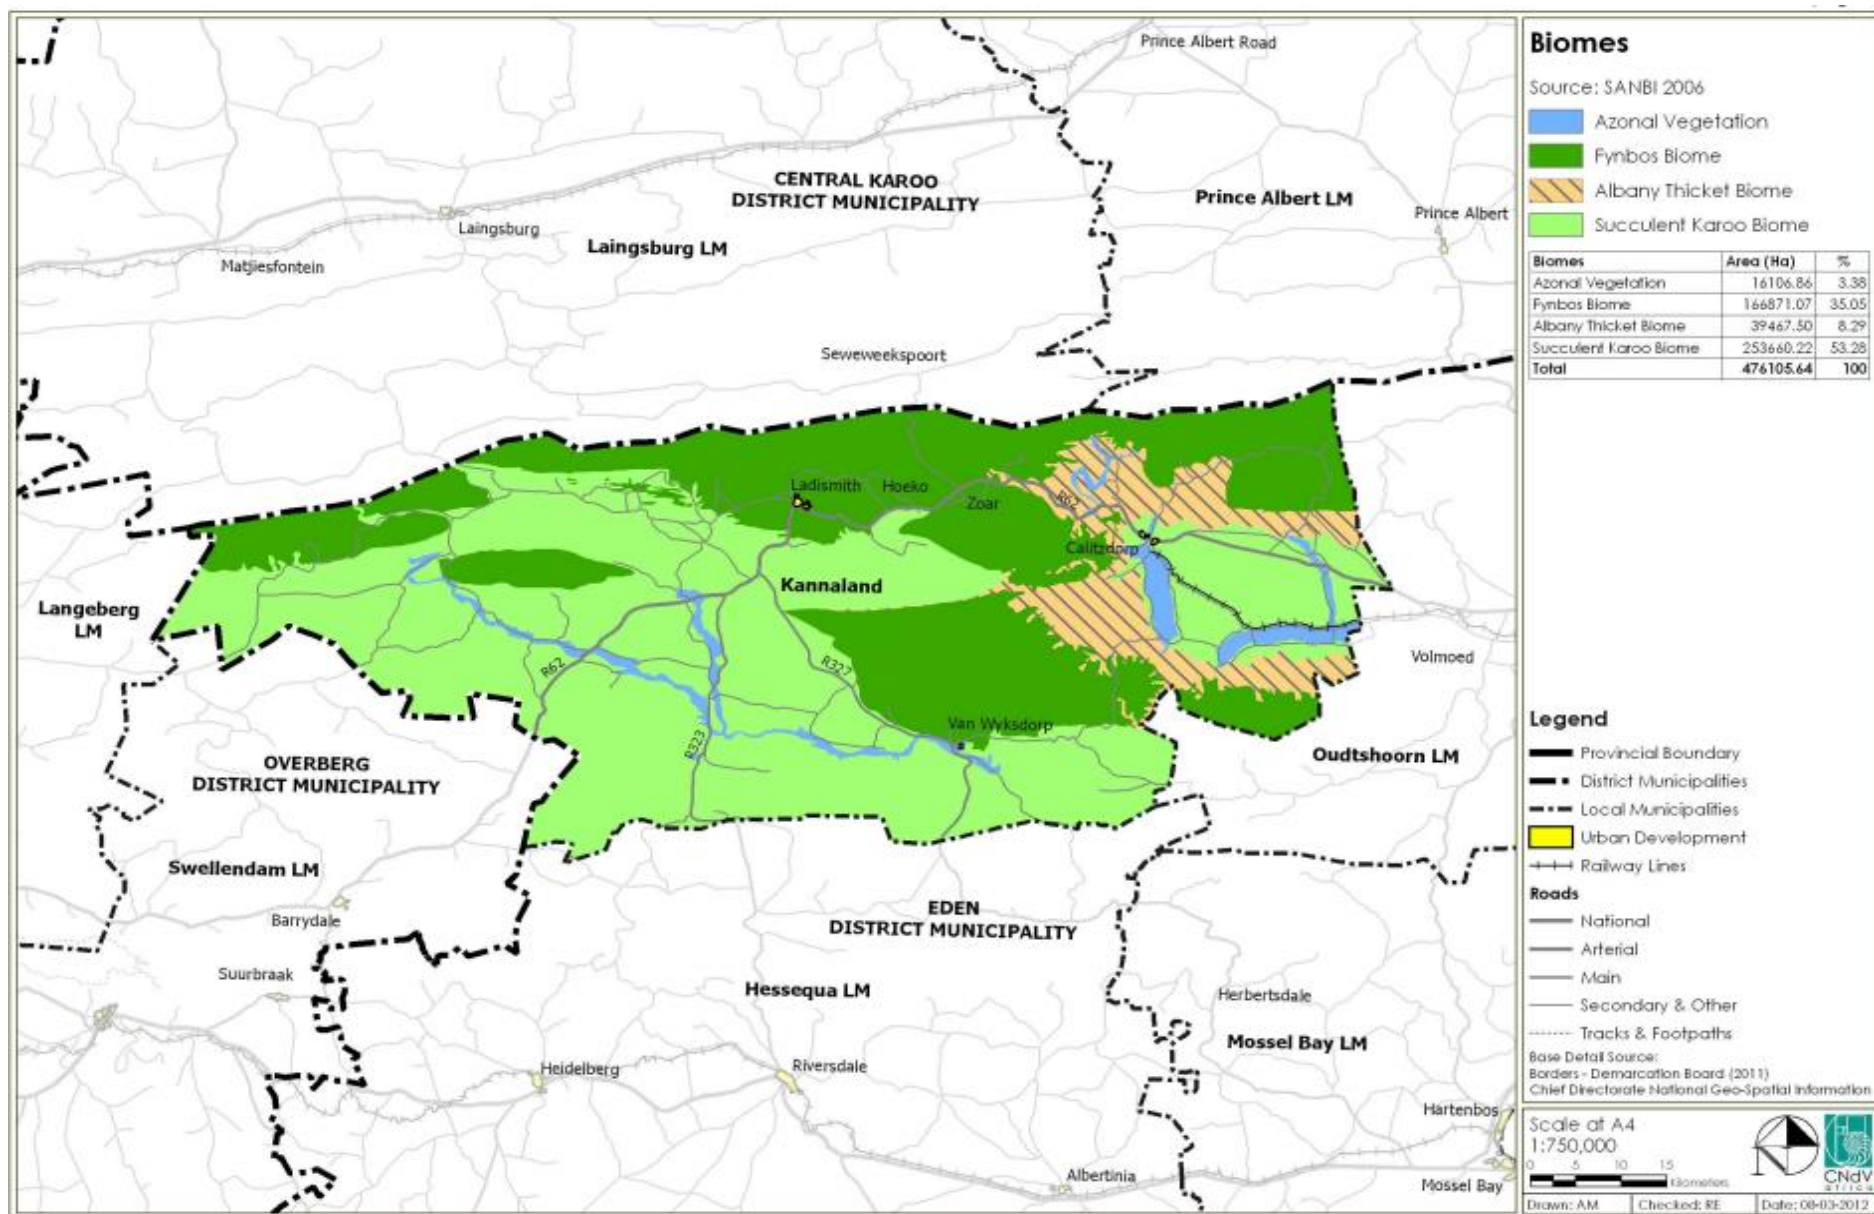 Prince Albert Road
CENTRAL KAROO
DISTRICT MUNICIPALITY
Prince Albert LM
Prince Albert
Laingsburg
Laingsburg LM
Matjiesfontein
Seweweekspoort
Ladismith
Hoeko
Zoar
R62
Calitzdorp
Kannaland
Langeberg
LM
Volmoed
R62
R327
Van Wyksdorp
R323
Oudtshoorn LM
OVERBERG
DISTRICT MUNICIPALITY
Swellendam LM
Barrydale
EDEN
DISTRICT MUNICIPALITY
Suurbraak
Hessequa LM
Herbertsdale
Mossel Bay LM
Heidelberg
Riversdale
Hartenbos
Albertinia
Mossel Bay
Biomes
Source: SANBI 2006
Azonal Vegetation
Fynbos Biome
Albany Thicket Biome
Succulent Karoo Biome
Biomes Area (Ha) %
Azonal Vegetation 16106.86 3.38
Fynbos Biome 166871.07 35.05
Albany Thicket Biome 39467.50 8.29
Succulent Karoo Biome 253660.22 53.28
Total 476105.64 100
Legend
Provincial Boundary
District Municipalities
Local Municipalities
Urban Development
Railway Lines
Roads
National
Arterial
Main
Secondary & Other
Tracks & Footpaths
Base Detail Source:
Borders - Demarcation Board (2011)
Chief Directorate National Geo-Spatial Information
Scale at A4
1:750,000
0 5 10 15
Kilometers
CNdV
africa
Drawn: AM Checked: RE Date: 08-03-2012